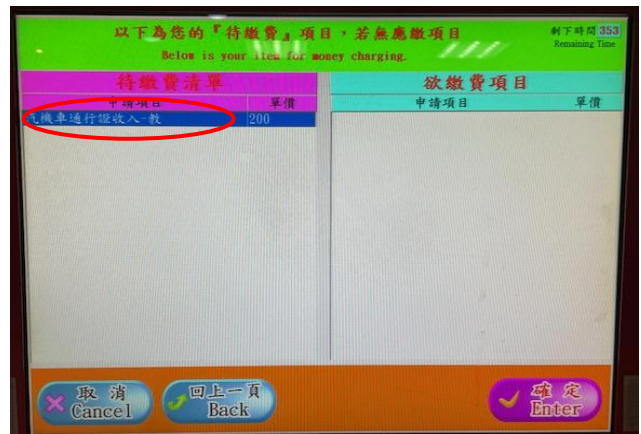 以下為您的『待繳費』項目，若無應繳項目
剩下時間 353
Below is your item for money charging.
Remaining Time
待繳費清單
欲繳費項目
申請項目 單價
申請項目 單價
汽機車通行證收入-教 200
取 消
Cancel
回上一頁
Back
確 定
Enter